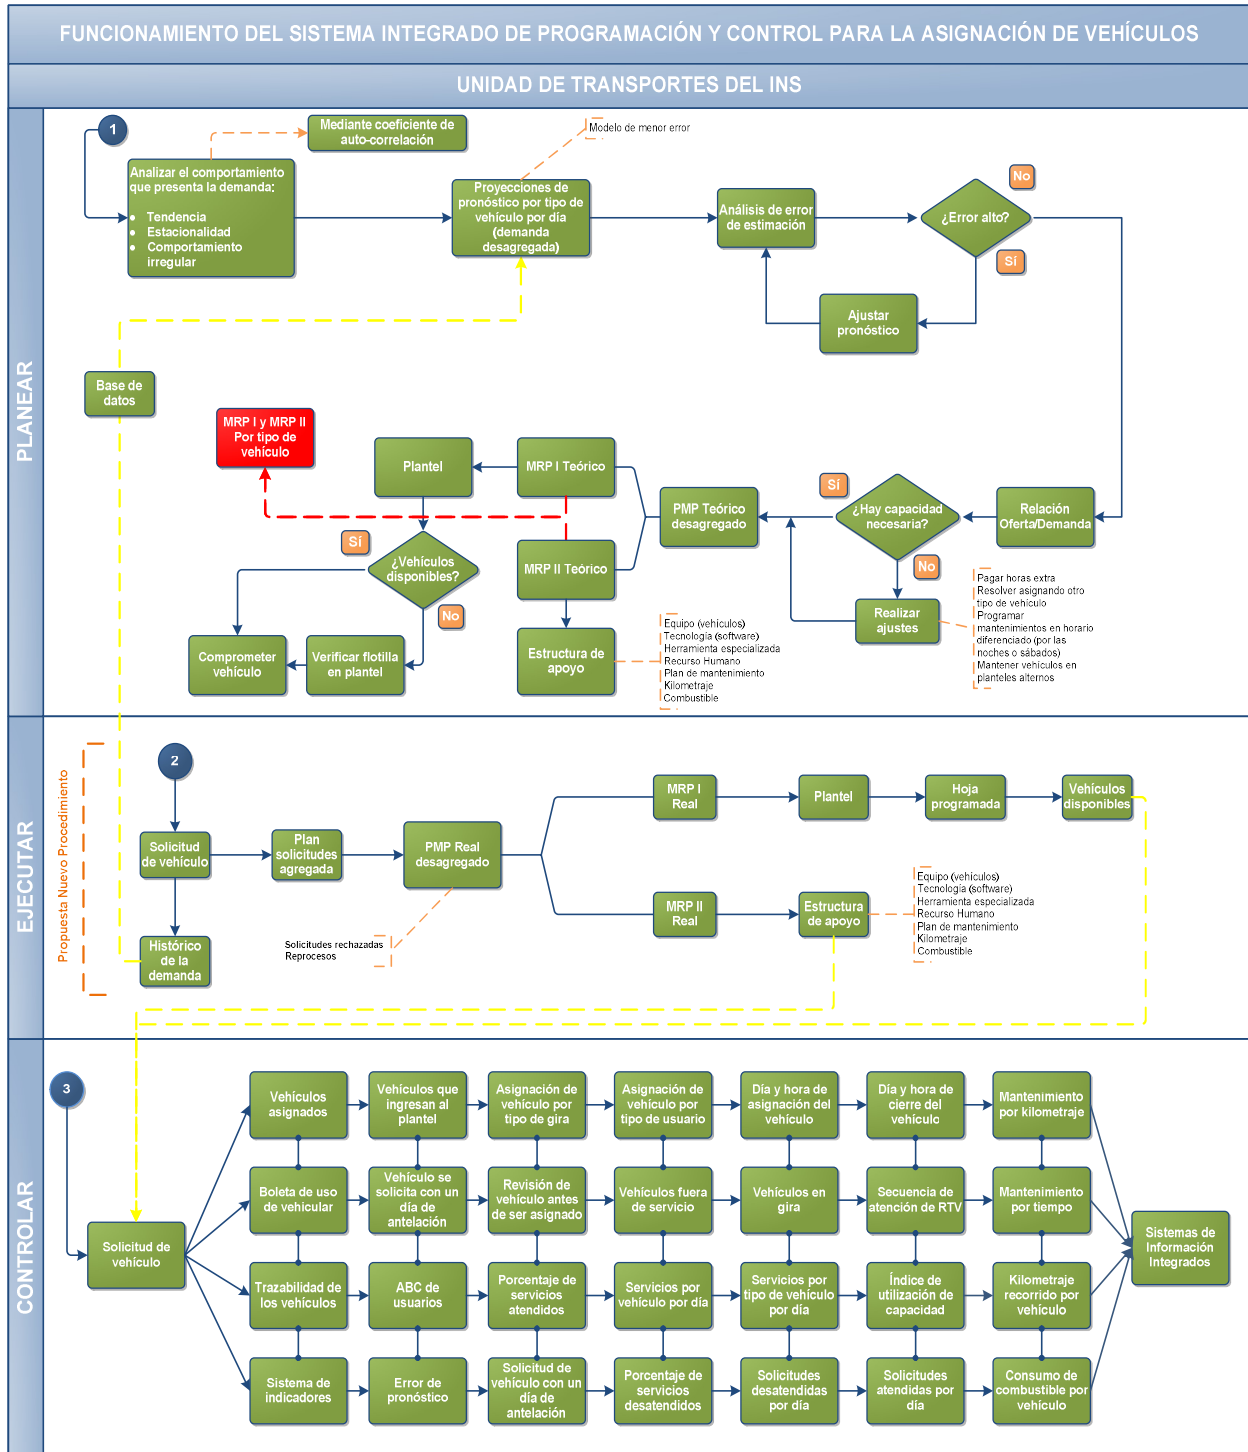 FUNCIONAMIENTO DEL SISTEMA INTEGRADO DE PROGRAMACIÓN Y CONTROL PARA LA ASIGNACIÓN DE VEHÍCULOS
UNIDAD DE TRANSPORTES DEL INS
PLANEAR
1
Mediante coeficiente de
auto-correlación
Modelo de menor error
Analizar el comportamiento
que presenta la demanda:
• Tendencia
• Estacionalidad
• Comportamiento
irregular
Proyecciones de
pronóstico por tipo de
vehículo por día
(demanda
desagregada)
Análisis de error
de estimación
¿Error alto?
No
Sí
Ajustar
pronóstico
Base de
datos
MRP I y MRP II
Por tipo de
vehículo
Plantel
MRP I Teórico
PMP Teórico
desagregado
Sí
¿Hay capacidad
necesaria?
Relación
Oferta/Demanda
No
Realizar
ajustes
Pagar horas extra
Resolver asignando otro
tipo de vehículo
Programar
mantenimientos en horario
diferenciado (por las
noches o sábados)
Mantener vehículos en
planteles alternos
Sí
¿Vehículos
disponibles?
No
MRP II Teórico
Comprometer
vehículo
Verificar flotilla
en plantel
Estructura de
apoyo
Equipo (vehículos)
Tecnología (software)
Herramienta especializada
Recurso Humano
Plan de mantenimiento
Kilometraje
Combustible
EJECUTAR
Propuesta Nuevo Procedimiento
2
Solicitud
de vehículo
Plan
solicitudes
agregada
PMP Real
desagregado
MRP I
Real
Plantel
Hoja
programada
Vehículos
disponibles
MRP II
Real
Estructura
de apoyo
Equipo (vehículos)
Tecnología (software)
Herramienta especializada
Recurso Humano
Plan de mantenimiento
Kilometraje
Combustible
Histórico
de la
demanda
Solicitudes rechazadas
Reprocesos
CONTROLAR
3
Solicitud de
vehículo
Vehículos
asignados
Vehículos que
ingresan al
plantel
Asignación de
vehículo por
tipo de gira
Asignación de
vehículo por
tipo de usuario
Día y hora de
asignación del
vehículo
Día y hora de
cierre del
vehículo
Mantenimiento
por kilometraje
Boleta de uso
de vehicular
Vehículo se
solicita con un
día de
antelación
Revisión de
vehículo antes
de ser asignado
Vehículos fuera
de servicio
Vehículos en
gira
Secuencia de
atención de RTV
Mantenimiento
por tiempo
Trazabilidad de
los vehículos
ABC de
usuarios
Porcentaje de
servicios
atendidos
Servicios por
vehículo por día
Servicios por
tipo de vehículo
por día
Índice de
utilización de
capacidad
Kilometraje
recorrido por
vehículo
Sistema de
indicadores
Error de
pronóstico
Solicitud de
vehículo con un
día de
antelación
Porcentaje de
servicios
desatendidos
Solicitudes
desatendidas
por día
Solicitudes
atendidas por
día
Consumo de
combustible por
vehículo
Sistemas de
Información
Integrados